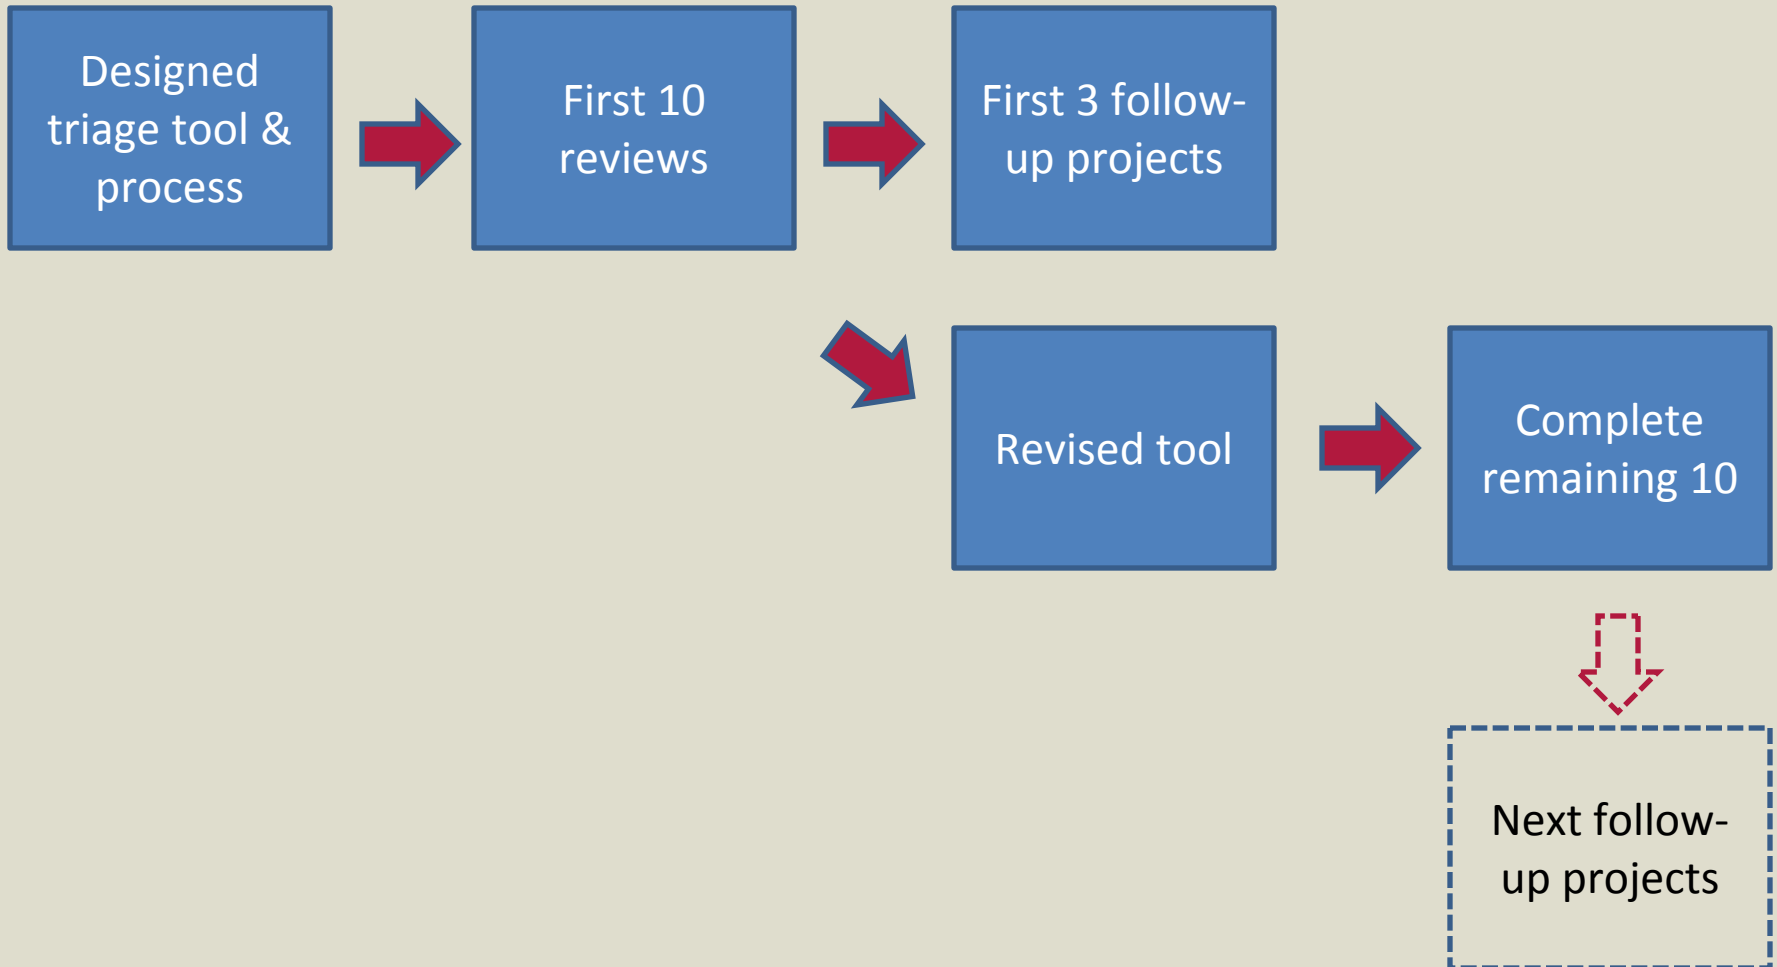 Designed
triage tool &
process
First 10
reviews
First 3 follow-
up projects
Revised tool
Complete
remaining 10
Next follow-
up projects